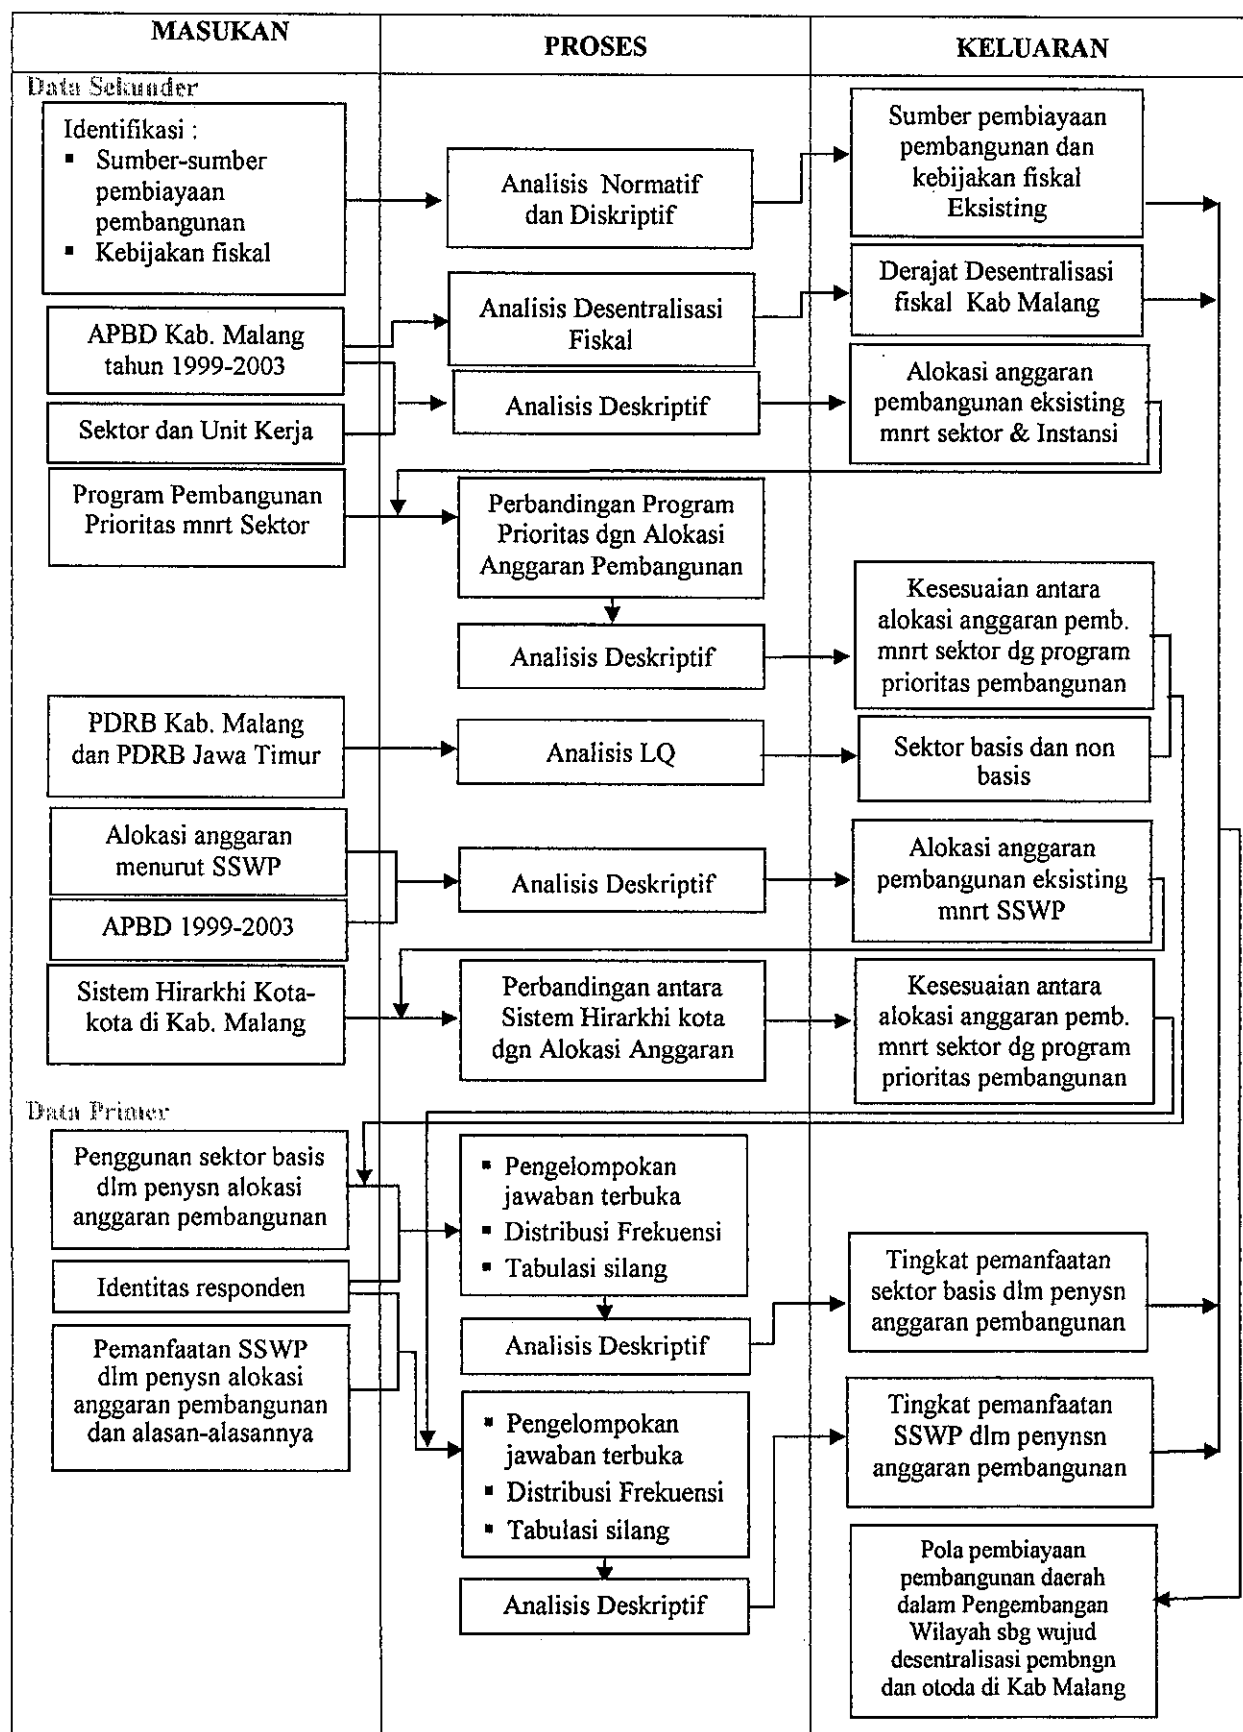 MASUKAN
PROSES
KELUARAN
Data Sekunder
Identifikasi :
▪ Sumber-sumber
pembiayaan
pembangunan
▪ Kebijakan fiskal
Analisis Normatif
dan Diskriptif
Sumber pembiayaan
pembangunan dan
kebijakan fiskal
Eksisting
APBD Kab. Malang
tahun 1999-2003
Analisis Desentralisasi
Fiskal
Derajat Desentralisasi
fiskal Kab Malang
Sektor dan Unit Kerja
Analisis Deskriptif
Alokasi anggaran
pembangunan eksisting
mnrt sektor & Instansi
Program Pembangunan
Prioritas mnrt Sektor
Perbandingan Program
Prioritas dgn Alokasi
Anggaran Pembangunan
Analisis Deskriptif
Kesesuaian antara
alokasi anggaran pemb.
mnrt sektor dg program
prioritas pembangunan
PDRB Kab. Malang
dan PDRB Jawa Timur
Analisis LQ
Sektor basis dan non
basis
Alokasi anggaran
menurut SSWP
APBD 1999-2003
Analisis Deskriptif
Alokasi anggaran
pembangunan eksisting
mnrt SSWP
Sistem Hirarkhi Kota-
kota di Kab. Malang
Perbandingan antara
Sistem Hirarkhi kota
dgn Alokasi Anggaran
Kesesuaian antara
alokasi anggaran pemb.
mnrt sektor dg program
prioritas pembangunan
Data Primer
Penggunan sektor basis
dlm penysn alokasi
anggaran pembangunan
Identitas responden
▪ Pengelompokan
jawaban terbuka
▪ Distribusi Frekuensi
▪ Tabulasi silang
Analisis Deskriptif
Tingkat pemanfaatan
sektor basis dlm penysn
anggaran pembangunan
Pemanfaatan SSWP
dlm penysn alokasi
anggaran pembangunan
dan alasan-alasannya
▪ Pengelompokan
jawaban terbuka
▪ Distribusi Frekuensi
▪ Tabulasi silang
Analisis Deskriptif
Tingkat pemanfaatan
SSWP dlm penynsn
anggaran pembangunan
Pola pembiayaan
pembangunan daerah
dalam Pengembangan
Wilayah sbg wujud
desentralisasi pembngn
dan otoda di Kab Malang